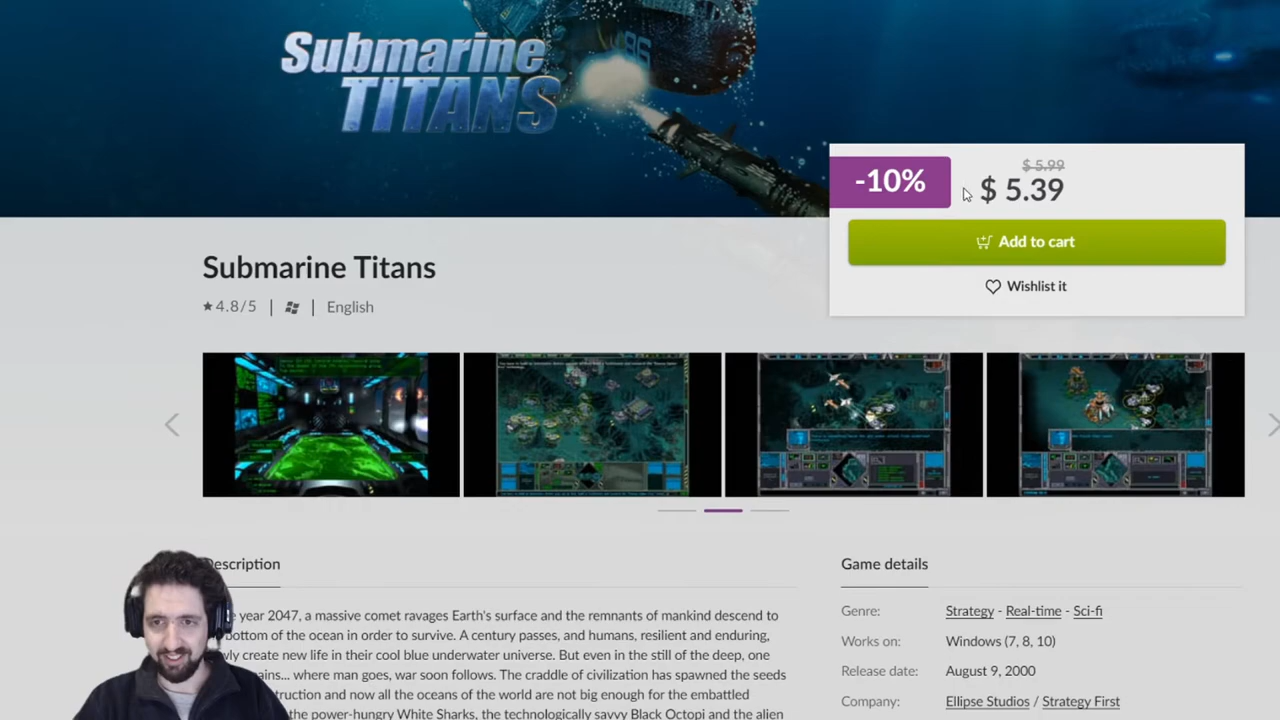 Submarine
TITANS
96
-10%
$ 5.99
$ 5.39
Add to cart
Wishlist it
Submarine Titans
4.8/5 | | English
Description
Game details
year 2047, a massive comet ravages Earth's surface and the remnants of mankind descend to
bottom of the ocean in order to survive. A century passes, and humans, resilient and enduring,
create new life in their cool blue underwater universe. But even in the still of the deep, one
where man goes, war soon follows. The craddle of civilization has spawned the seeds
and now all the oceans of the world are not big enough for the embattled
the power-hungry White Sharks, the technologically savvy Black Octopi and the alien
Genre: Strategy - Real-time - Sci-fi
Works on: Windows (7, 8, 10)
Release date: August 9, 2000
Company: Ellipse Studios / Strategy First